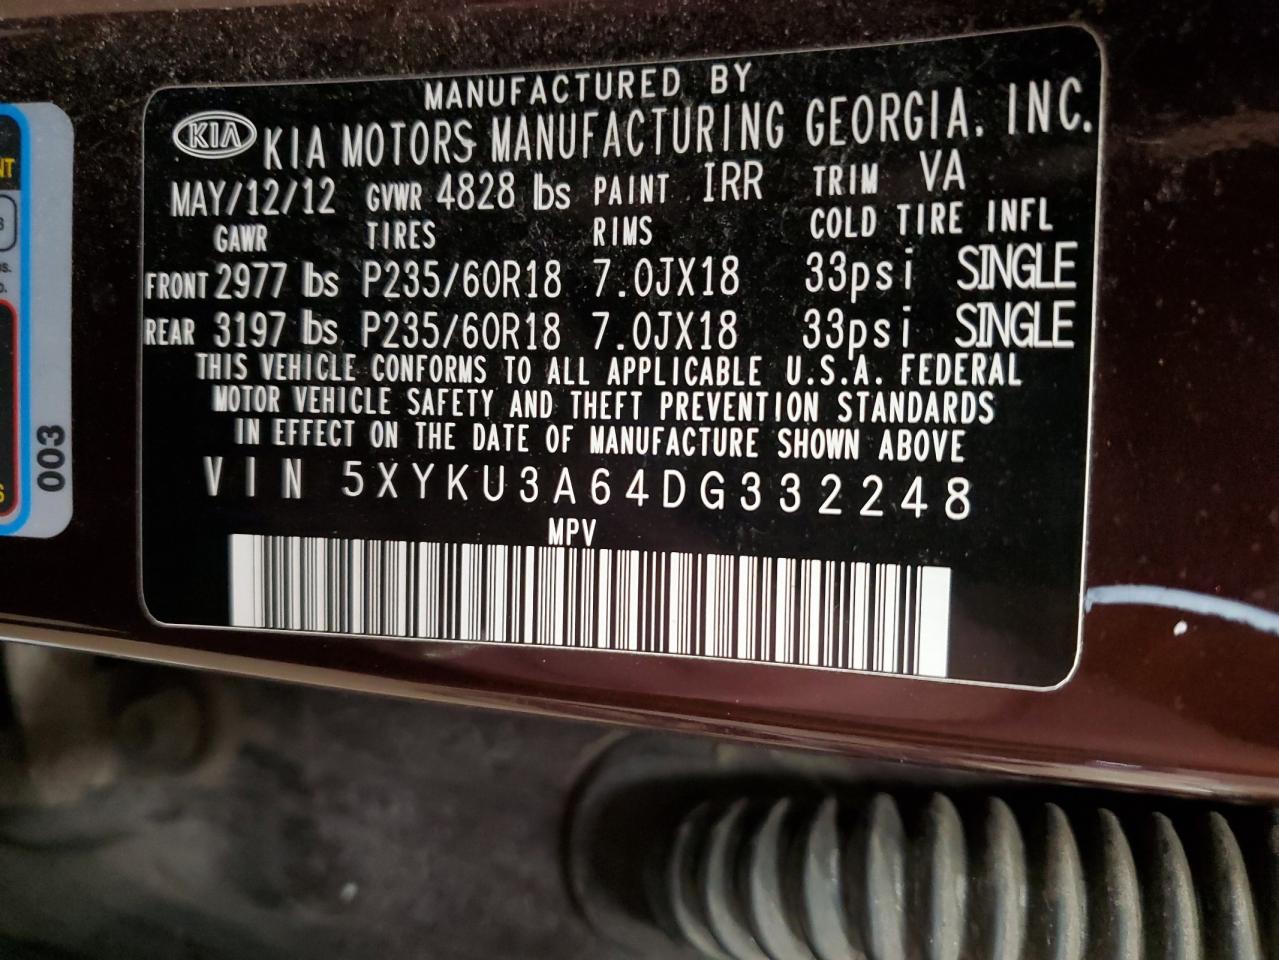 MANUFACTURED BY
KIA KIA MOTORS MANUFACTURING GEORGIA, INC.
MAY/12/12 GVWR 4828 lbs PAINT IRR TRIM VA
GAWR TIRES RIMS COLD TIRE INFL
FRONT 2977 lbs P235/60R18 7.0JX18 33psi SINGLE
REAR 3197 lbs P235/60R18 7.0JX18 33psi SINGLE
THIS VEHICLE CONFORMS TO ALL APPLICABLE U.S.A. FEDERAL
MOTOR VEHICLE SAFETY AND THEFT PREVENTION STANDARDS
IN EFFECT ON THE DATE OF MANUFACTURE SHOWN ABOVE
VIN 5XYKU3A64DG332248
MPV
003